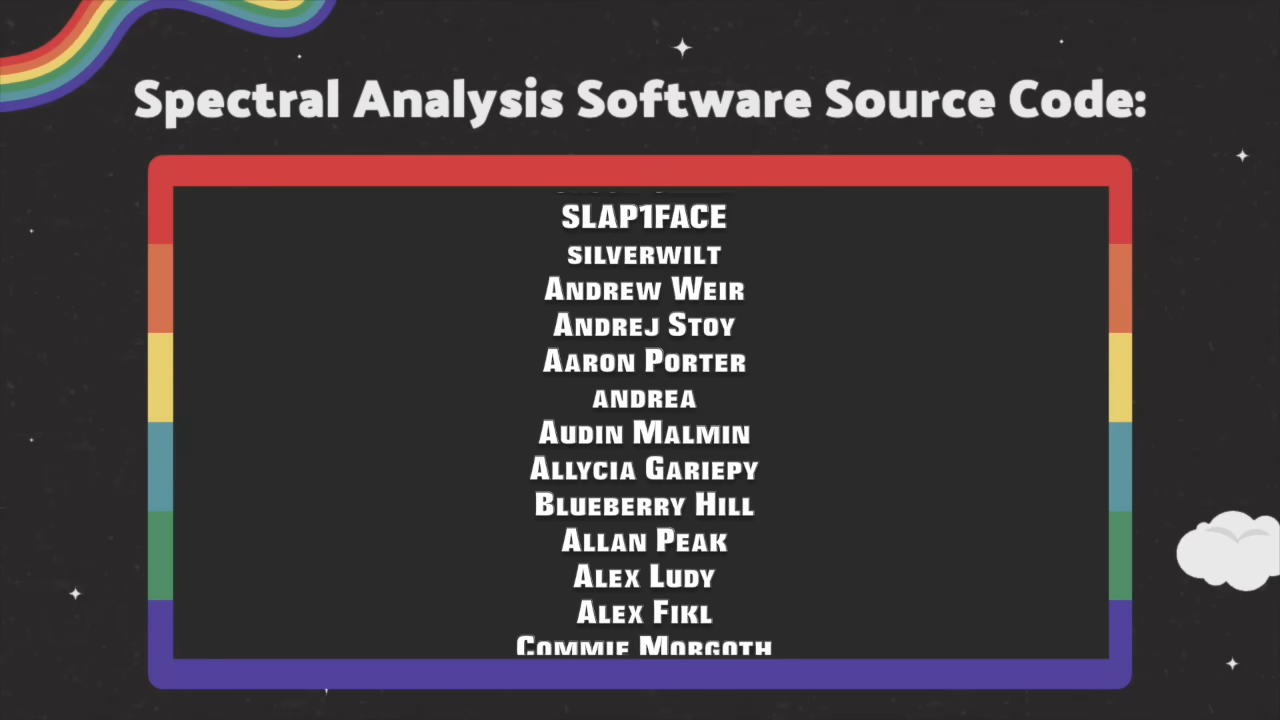 Spectral Analysis Software Source Code:
SLAP1FACE
silverwilt
Andrew Weir
Andrej Stoy
Aaron Porter
andrea
Audin Malmin
Allycia Gariepy
Blueberry Hill
Allan Peak
Alex Ludy
Alex Fikl
Commie Morgoth